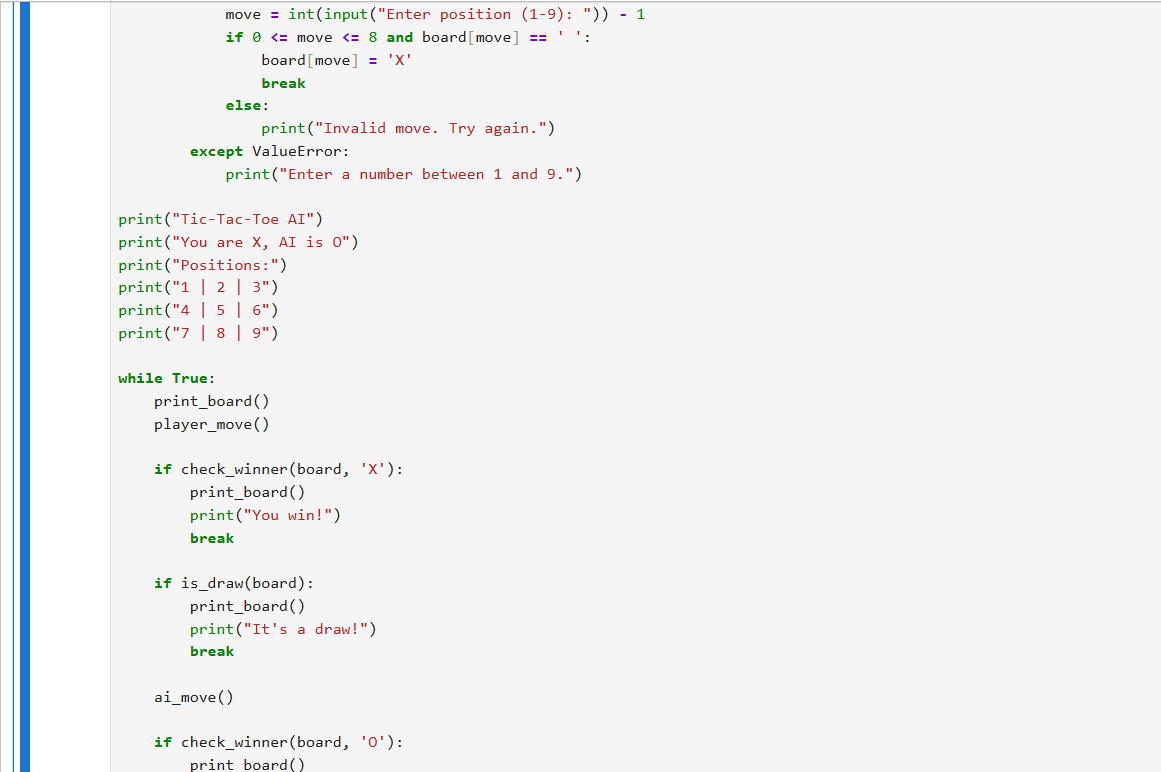 move = int(input("Enter position (1-9): ")) - 1
            if 0 <= move <= 8 and board[move] == ' ':
                board[move] = 'X'
                break
            else:
                print("Invalid move. Try again.")
        except ValueError:
            print("Enter a number between 1 and 9.")

print("Tic-Tac-Toe AI")
print("You are X, AI is O")
print("Positions:")
print("1 | 2 | 3")
print("4 | 5 | 6")
print("7 | 8 | 9")

while True:
    print_board()
    player_move()

    if check_winner(board, 'X'):
        print_board()
        print("You win!")
        break

    if is_draw(board):
        print_board()
        print("It's a draw!")
        break

    ai_move()

    if check_winner(board, 'O'):
        print_board()